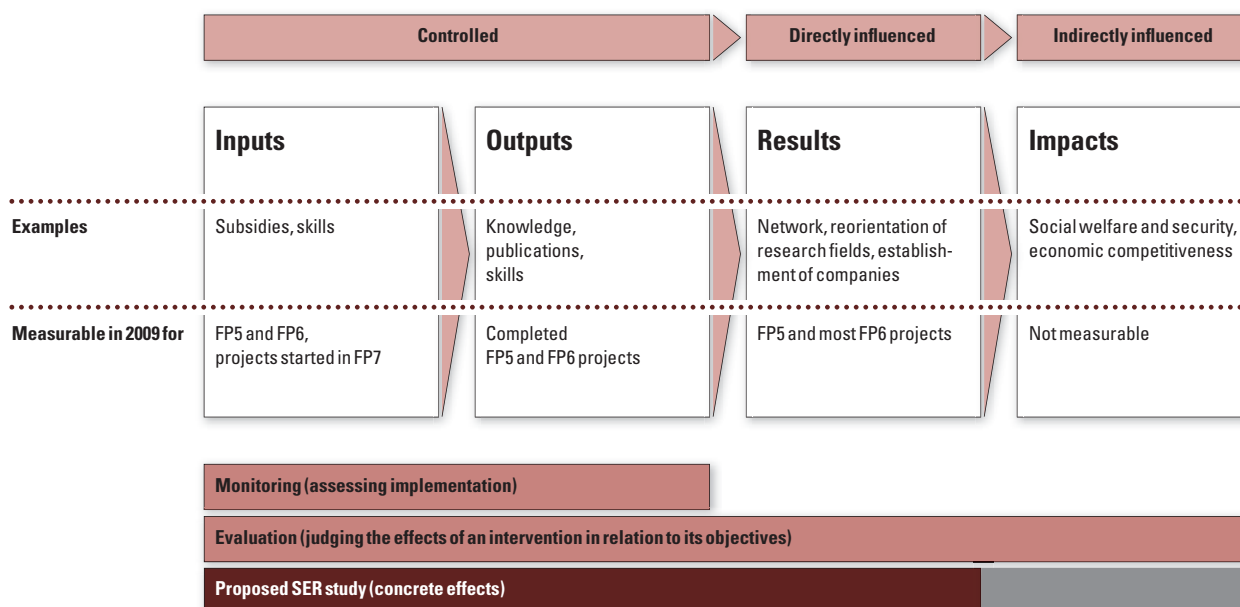 Controlled
Directly influenced
Indirectly influenced
Inputs
Outputs
Results
Impacts
Examples
Subsidies, skills
Knowledge,
publications,
skills
Network, reorientation of
research fields, establish-
ment of companies
Social welfare and security,
economic competitiveness
Measurable in 2009 for
FP5 and FP6,
projects started in FP7
Completed
FP5 and FP6 projects
FP5 and most FP6 projects
Not measurable
Monitoring (assessing implementation)
Evaluation (judging the effects of an intervention in relation to its objectives)
Proposed SER study (concrete effects)